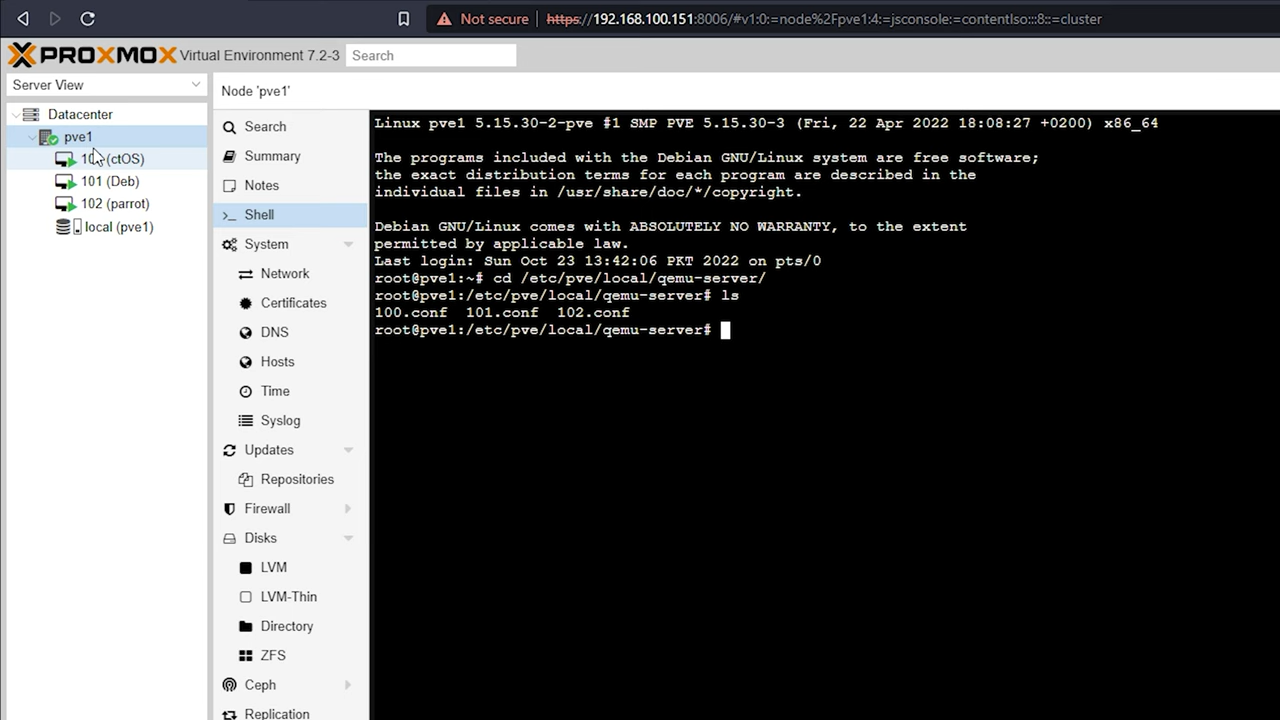 Not secure https://192.168.100.151:8006/#v1:0:=node%2Fpve1:4:=jsconsole:=contentIso:::8::=cluster
PROXMOX Virtual Environment 7.2-3 Search
Server View
Datacenter
pve1
(ctOS)
101 (Deb)
102 (parrot)
local (pve1)
Node 'pve1'
Search
Summary
Notes
>_ Shell
System
Network
Certificates
DNS
Hosts
Time
Syslog
Updates
Repositories
Firewall
Disks
LVM
LVM-Thin
Directory
ZFS
Ceph
Replication
Linux pve1 5.15.30-2-pve #1 SMP PVE 5.15.30-3 (Fri, 22 Apr 2022 18:08:27 +0200) x86_64
The programs included with the Debian GNU/Linux system are free software;
the exact distribution terms for each program are described in the
individual files in /usr/share/doc/*/copyright.
Debian GNU/Linux comes with ABSOLUTELY NO WARRANTY, to the extent
permitted by applicable law.
Last login: Sun Oct 23 13:42:06 PKT 2022 on pts/0
root@pve1:~# cd /etc/pve/local/qemu-server/
root@pve1:/etc/pve/local/qemu-server# ls
100.conf 101.conf 102.conf
root@pve1:/etc/pve/local/qemu-server#